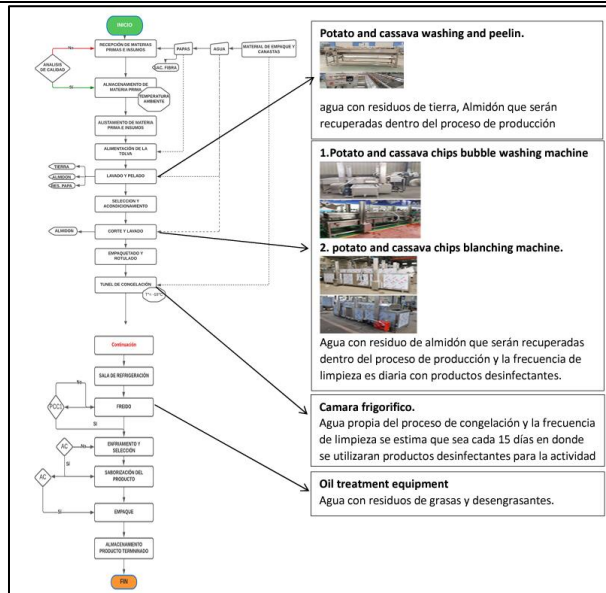 INICIO
RECEPCIÓN DE MATERIAS
PRIMAS E INSUMOS
PAPAS
AGUA
MATERIAL DE EMPAQUE Y
CANASTAS
No
ANALISIS
DE CALIDAD
SAC. FIBRA
SI
ALMACENAMIENTO DE
MATERIA PRIMA
TEMPERATURA
AMBIENTE
ALISTAMIENTO DE MATERIA
PRIMA E INSUMOS
ALIMENTACIÓN DE LA
TOLVA
TIERRA
ALMIDON
DES. PAPA
LAVADO Y PELADO
SELECCION Y
ACONDICIONAMIENTO
ALMIDON
CORTE Y LAVADO
EMPAQUETADO Y
ROTULADO
TUNEL DE CONGELACIÓN
Continuación
SALA DE REFRIGERACIÓN
No
PCC1
FREIDO
SI
AC
No
ENFRIAMIENTO Y
SELECCIÓN
SI
AC
SABORIZACIÓN DEL
PRODUCTO
SI
EMPAQUE
ALMACENAMIENTO
PRODUCTO TERMINADO
FIN
Potato and cassava washing and peelin.
agua con residuos de tierra, Almidón que serán
recuperadas dentro del proceso de producción
1.Potato and cassava chips bubble washing machine
2. potato and cassava chips blanching machine.
Agua con residuo de almidón que serán recuperadas
dentro del proceso de producción y la frecuencia de
limpieza es diaria con productos desinfectantes.
Camara frigorifico.
Agua propia del proceso de congelación y la frecuencia
de limpieza se estima que sea cada 15 días en donde
se utilizaran productos desinfectantes para la actividad
Oil treatment equipment
Agua con residuos de grasas y desengrasantes.